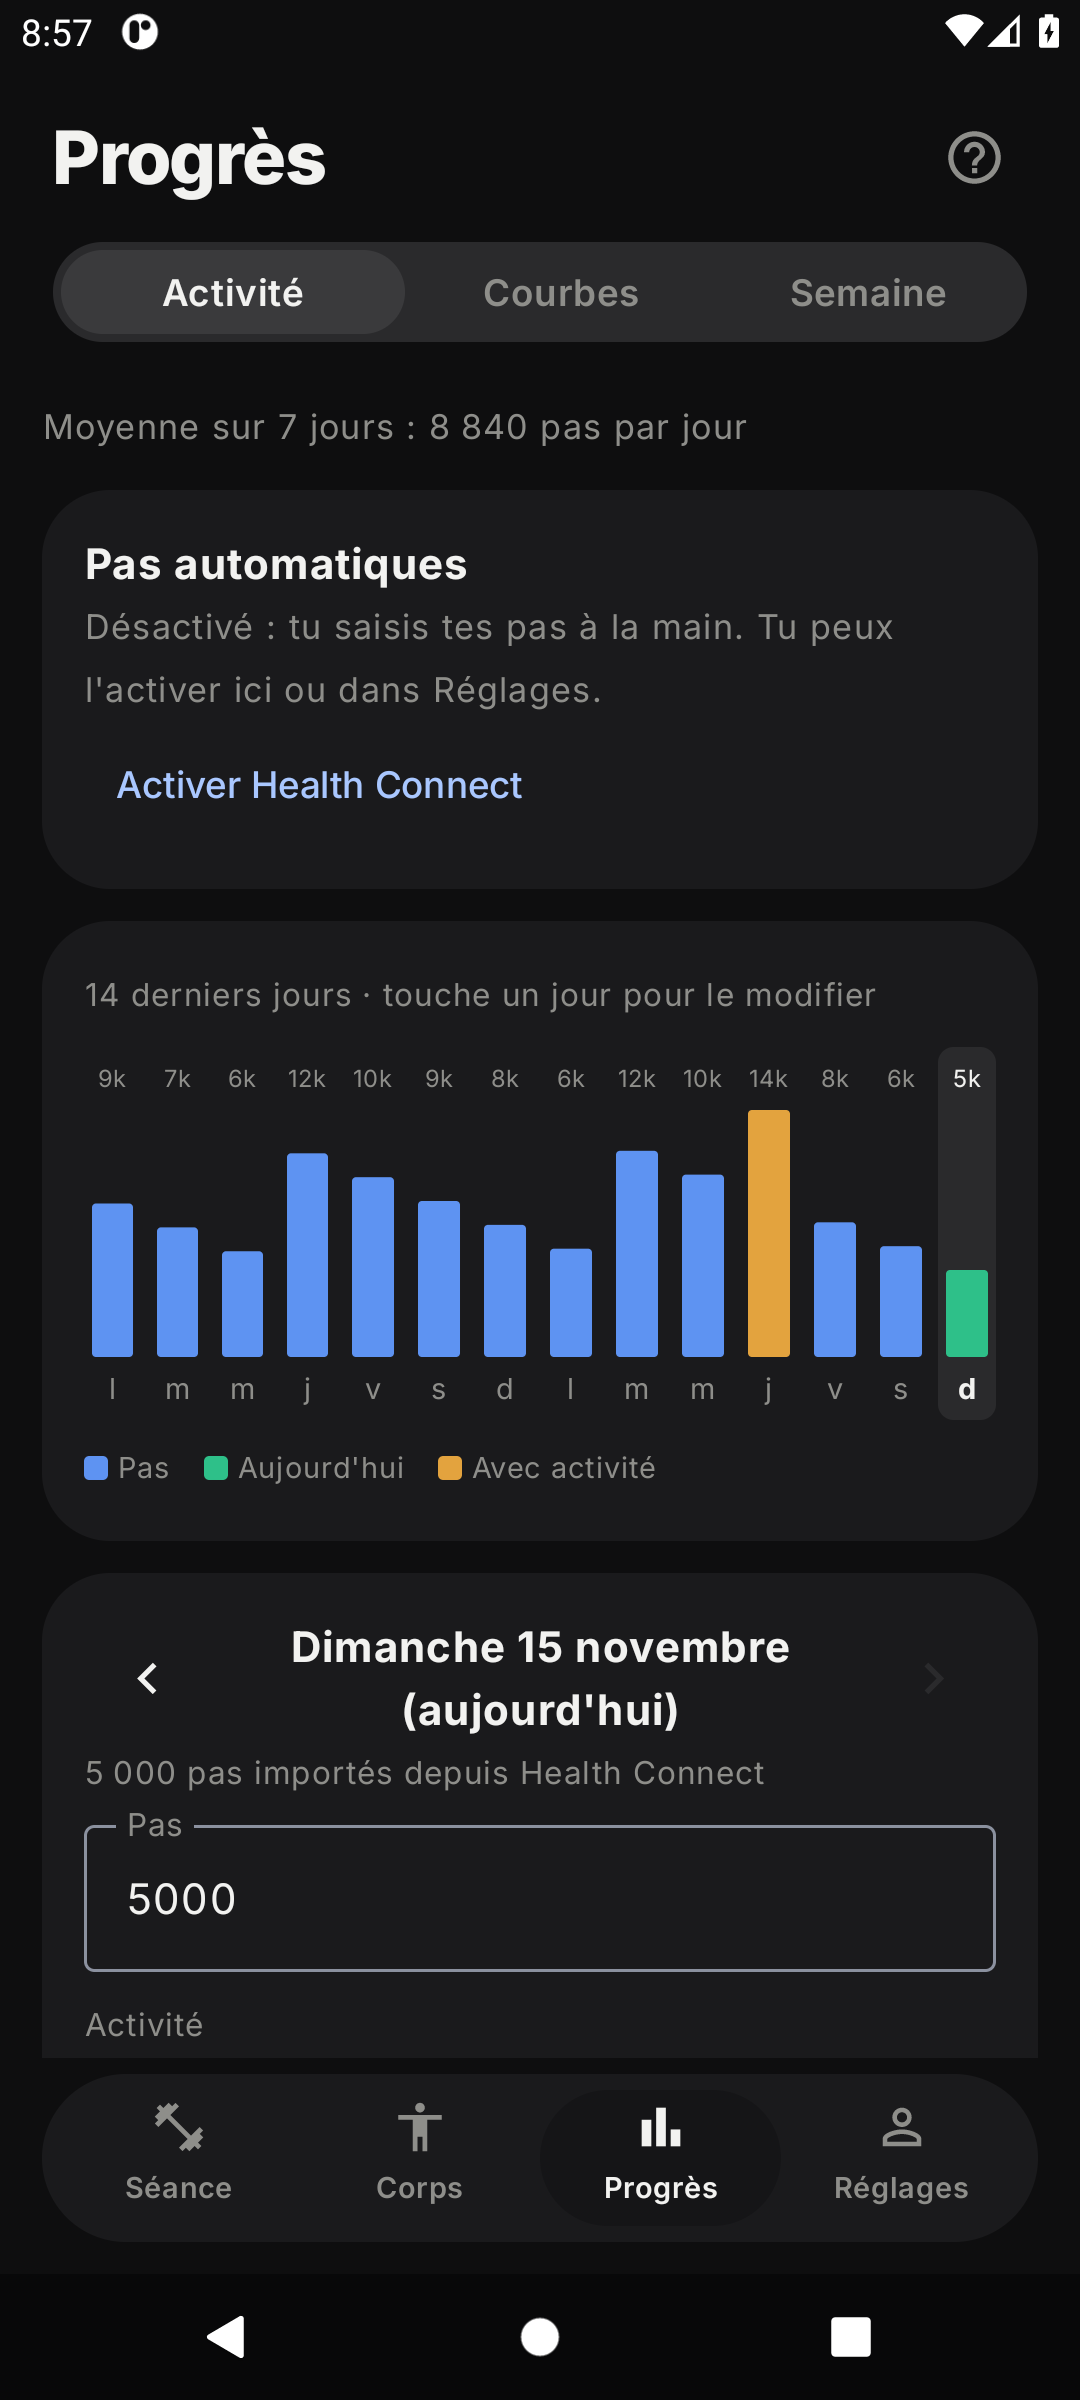 8:57
Progrès
Activité Courbes Semaine
Moyenne sur 7 jours : 8 840 pas par jour
Pas automatiques
Désactivé : tu saisis tes pas à la main. Tu peux
l'activer ici ou dans Réglages.
Activer Health Connect
14 derniers jours · touche un jour pour le modifier
9k 7k 6k 12k 10k 9k 8k 6k 12k 10k 14k 8k 6k 5k
l m m j v s d l m m j v s d
Pas Aujourd'hui Avec activité
Dimanche 15 novembre
(aujourd'hui)
5 000 pas importés depuis Health Connect
Pas
5000
Activité
Séance Corps Progrès Réglages